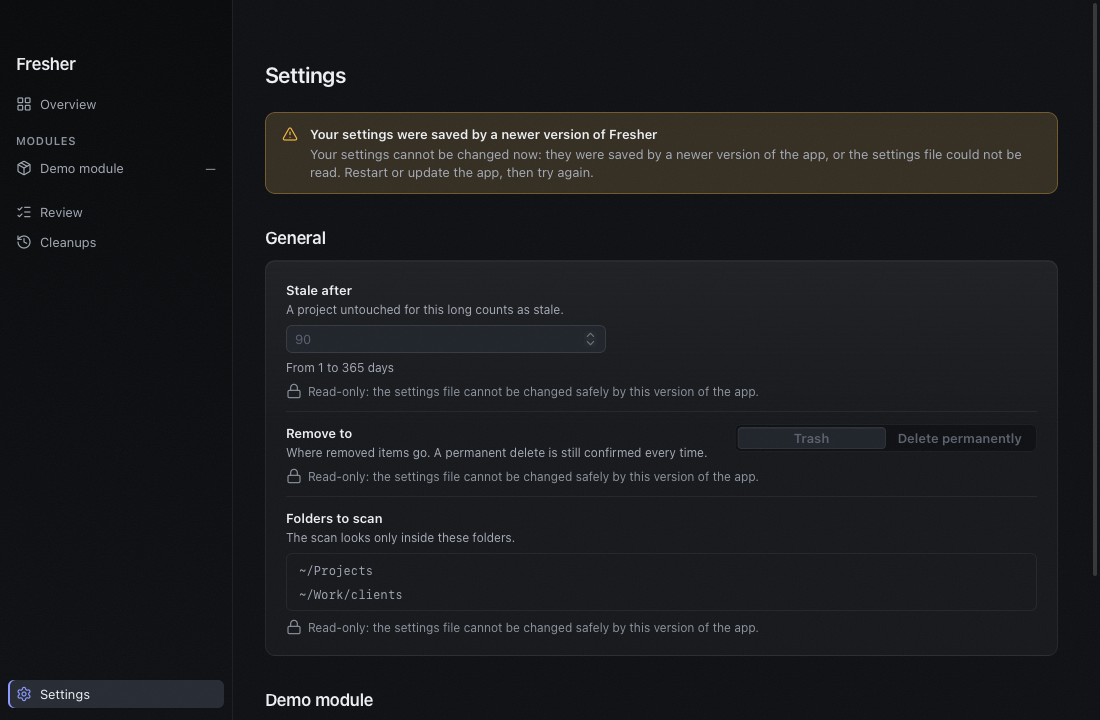 Fresher
Overview
MODULES
Demo module
Review
Cleanups
Settings
Settings
Your settings were saved by a newer version of Fresher
Your settings cannot be changed now: they were saved by a newer version of the app, or the settings file could not be
read. Restart or update the app, then try again.
General
Stale after
A project untouched for this long counts as stale.
90
From 1 to 365 days
Read-only: the settings file cannot be changed safely by this version of the app.
Remove to
Where removed items go. A permanent delete is still confirmed every time.
Trash
Delete permanently
Read-only: the settings file cannot be changed safely by this version of the app.
Folders to scan
The scan looks only inside these folders.
~/Projects
~/Work/clients
Read-only: the settings file cannot be changed safely by this version of the app.
Demo module